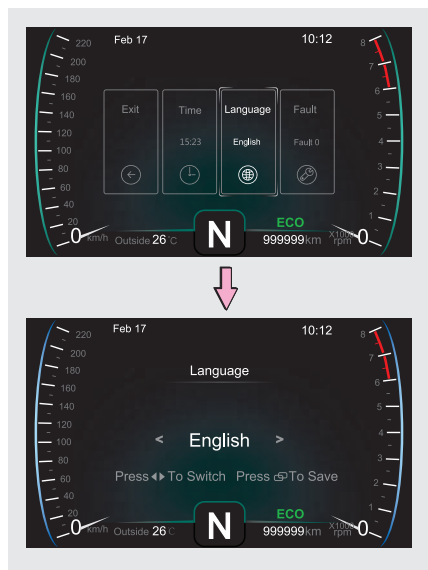 Feb 17 10:12
220
200
180
160
140
120
100
80
60
40
20
0 km/h
8
7
6
5
4
3
2
1
X1000
rpm 0
Exit Time Language Fault
15:23 English Fault 0
Outside 26°C N ECO
999999km
Feb 17 10:12
220
200
180
160
140
120
100
80
60
40
20
0 km/h
8
7
6
5
4
3
2
1
X1000
rpm 0
Language
< English >
Press ◂▸ To Switch Press To Save
Outside 26°C N ECO
999999km